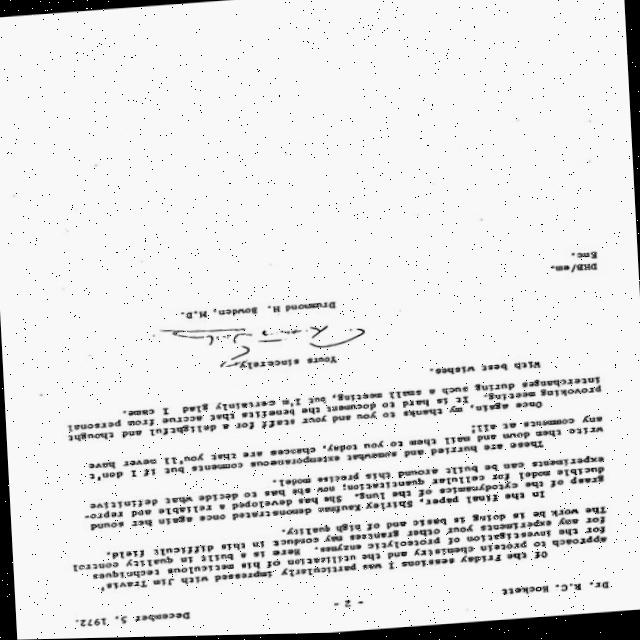 Dr. R.C. Hockett
- 2 -
December 5, 1972.
Of the Friday sessions I was particularly impressed with Jim Travis'
approach to protein chemistry and the utilization of his meticulous techniques
for the investigation of proteolytic enzymes. Here is a built in quality control
for any experiments your other grantees may conduct in this difficult field.
The work he is doing is basic and of high quality.
In the final paper, Shirley Kaufman demonstrated once again her sound
grasp of the cytodynamics of the lung. She has developed a reliable and repro-
ducible model for cellular quantitation; now she has to decide what definitive
experiments can be built around this precise model.
These are hurried and somewhat extemporaneous comments but if I don't
write them down and mail them to you today, chances are that you'll never have
any comments at all!
Once again, my thanks to you and your staff for a delightful and thought
provoking meeting. It is hard to document the benefits that accrue from personal
interchanges during such a small meeting, but I'm certainly glad I came.
With best wishes.
Yours sincerely,
Drummond H. Bowden, M.D.
DHB/em.
Enc.